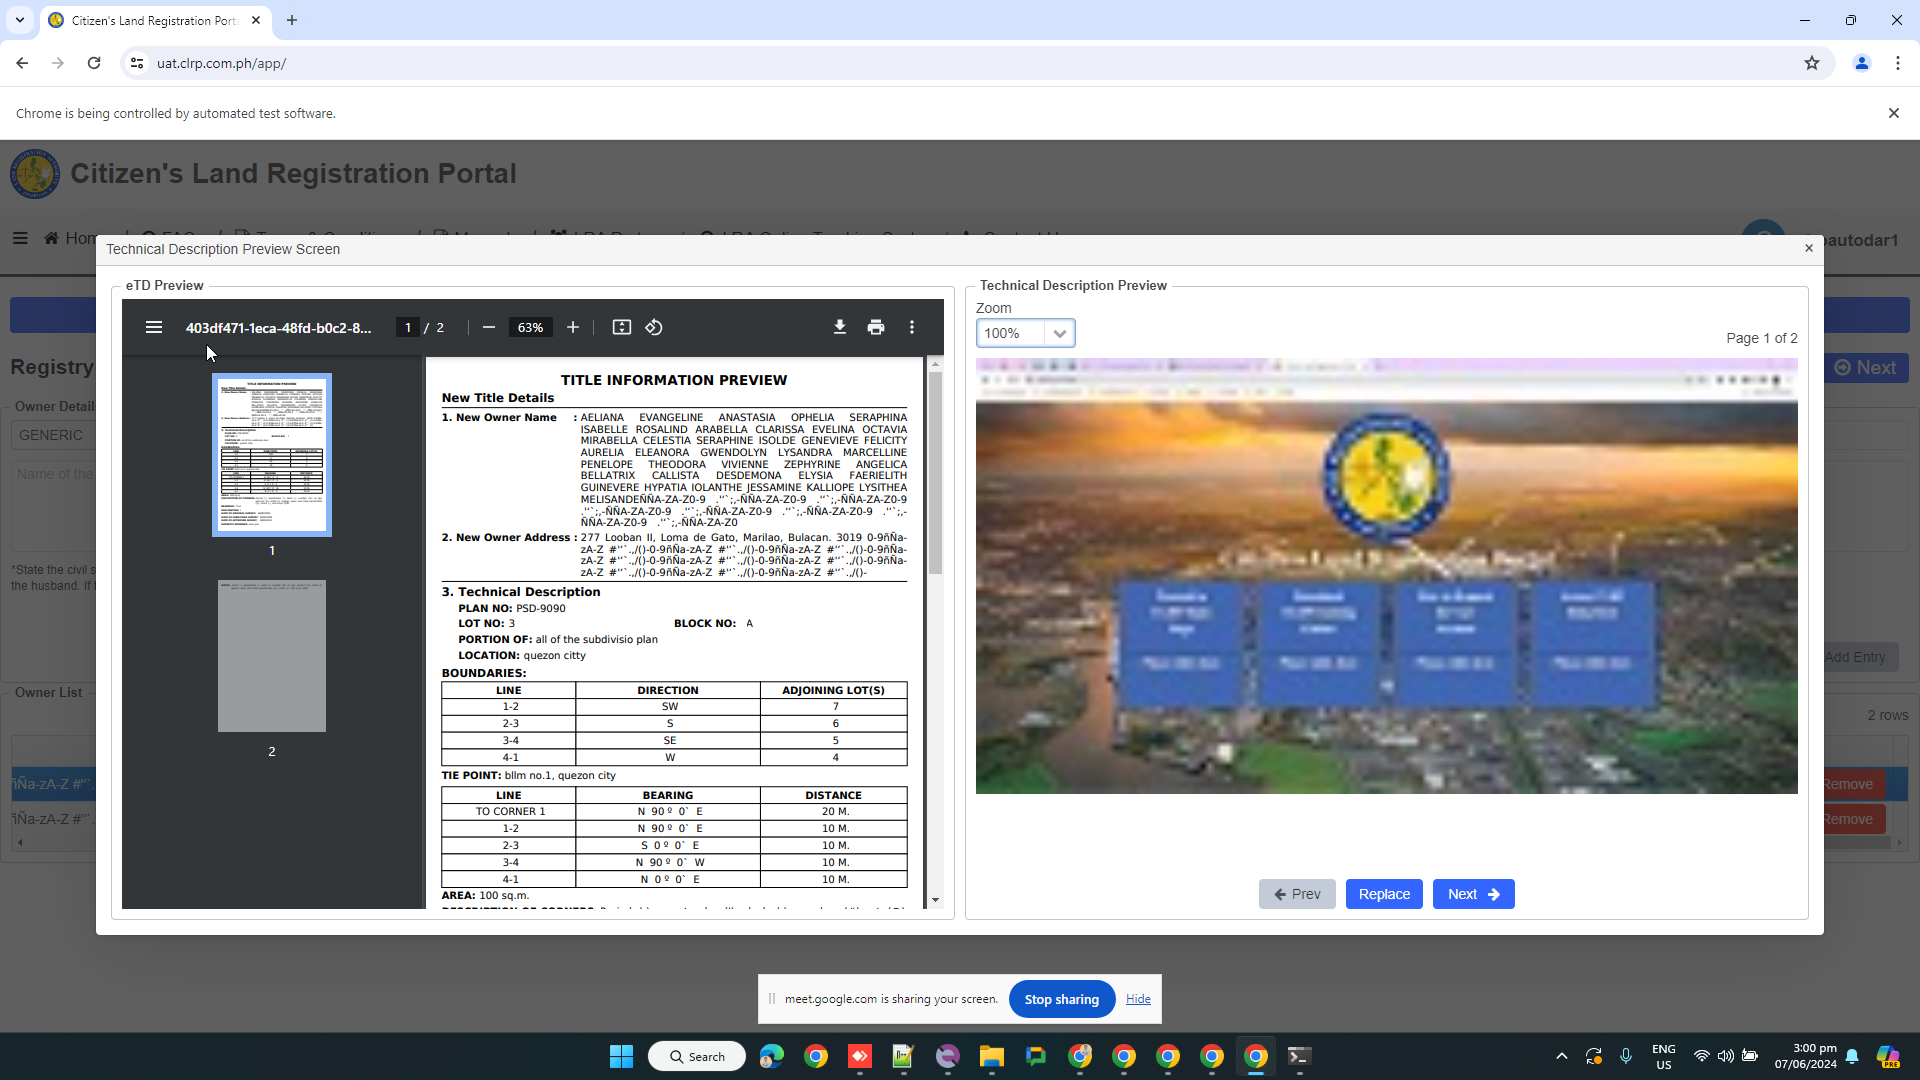 Citizen's Land Registration Porta
uat.clrp.com.ph/app/
Chrome is being controlled by automated test software.
Citizen's Land Registration Portal
Hom
oautodar1
Technical Description Preview Screen
eTD Preview
403df471-1eca-48fd-b0c2-8...
1 / 2
63%
1
2
TITLE INFORMATION PREVIEW
New Title Details
1. New Owner Name : AELIANA EVANGELINE ANASTASIA OPHELIA SERAPHINA
ISABELLE ROSALIND ARABELLA CLARISSA EVELINA OCTAVIA
MIRABELLA CELESTIA SERAPHINE ISOLDE GENEVIEVE FELICITY
AURELIA ELEANORA GWENDOLYN LYSANDRA MARCELLINE
PENELOPE THEODORA VIVIENNE ZEPHYRINE ANGELICA
BELLATRIX CALLISTA DESDEMONA ELYSIA FAERIELITH
GUINEVERE HYPATIA IOLANTHE JESSAMINE KALLIOPE LYSITHEA
MELISANDEÑÑA-ZA-Z0-9 .'"`;,-ÑÑA-ZA-Z0-9 .'"`;,-ÑÑA-ZA-Z0-9
.'"`;,-ÑÑA-ZA-Z0-9 .'"`;,-ÑÑA-ZA-Z0-9 .'"`;,-ÑÑA-ZA-Z0-9 .'"`;,-
ÑÑA-ZA-Z0-9 .'"`;,-ÑÑA-ZA-Z0
2. New Owner Address : 277 Looban II, Loma de Gato, Marilao, Bulacan. 3019 0-9ñÑa-
zA-Z #'"`.,/()-0-9ñÑa-zA-Z #'"`.,/()-0-9ñÑa-zA-Z #'"`.,/()-0-9ñÑa-
zA-Z #'"`.,/()-0-9ñÑa-zA-Z #'"`.,/()-0-9ñÑa-zA-Z #'"`.,/()-0-9ñÑa-
zA-Z #'"`.,/()-0-9ñÑa-zA-Z #'"`.,/()-0-9ñÑa-zA-Z #'"`.,/()-
3. Technical Description
PLAN NO: PSD-9090
LOT NO: 3 BLOCK NO: A
PORTION OF: all of the subdivisio plan
LOCATION: quezon citty
BOUNDARIES:
LINE DIRECTION ADJOINING LOT(S)
1-2 SW 7
2-3 S 6
3-4 SE 5
4-1 W 4
TIE POINT: bllm no.1, quezon city
LINE BEARING DISTANCE
TO CORNER 1 N 90 º 0` E 20 M.
1-2 N 90 º 0` E 10 M.
2-3 S 0 º 0` E 10 M.
3-4 N 90 º 0` W 10 M.
4-1 N 0 º 0` E 10 M.
AREA: 100 sq.m.
Technical Description Preview
Zoom
100%
Page 1 of 2
Prev Replace Next
Registry
Next
Owner Details
GENERIC
Name of the
*State the civil s
the husband. If t
Add Entry
Owner List
2 rows
ñÑa-zA-Z #'"`.
Remove
ñÑa-zA-Z #'"`.
Remove
meet.google.com is sharing your screen. Stop sharing Hide
Search
ENG
US
3:00 pm
07/06/2024
PRE